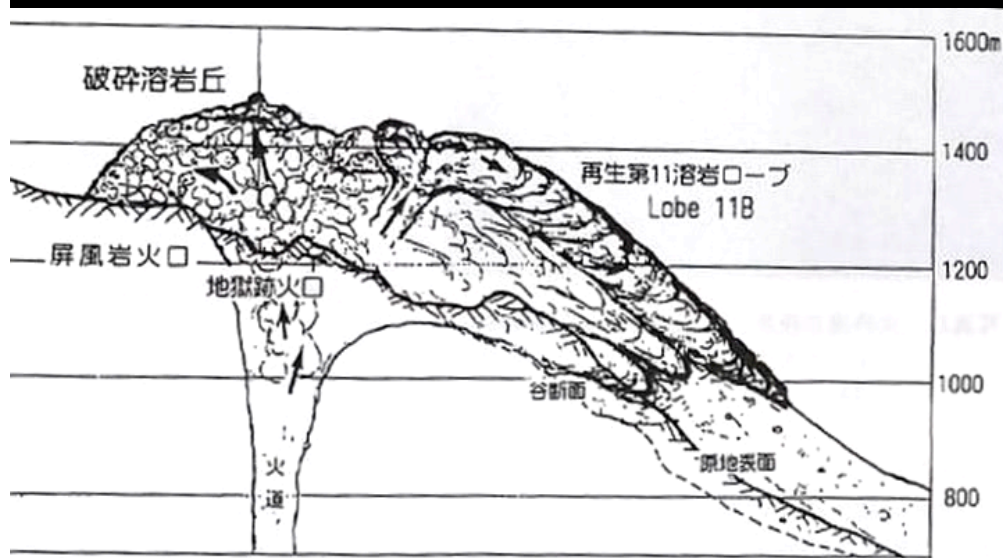 1600m
破砕溶岩丘
1400
再生第11溶岩ローブ
Lobe 11B
屏風岩火口
1200
地獄跡火口
1000
谷断面
原地表面
火道
800